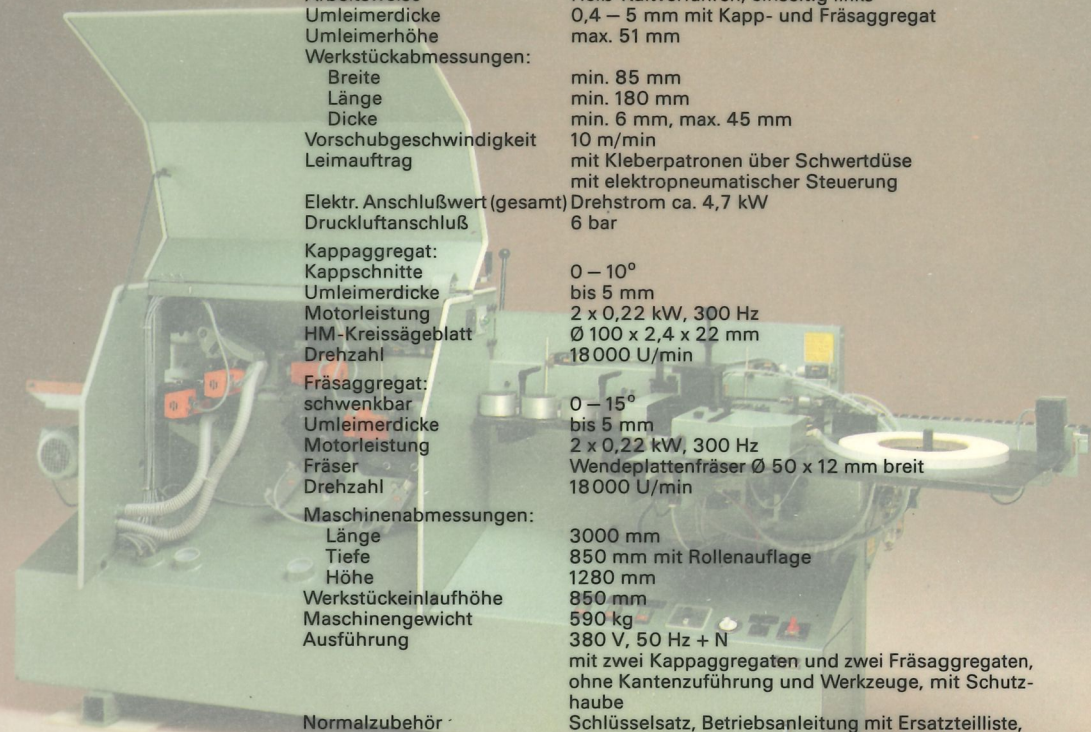 Umleimerdicke 0,4 – 5 mm mit Kapp- und Fräsaggregat
Umleimerhöhe max. 51 mm
Werkstückabmessungen:
Breite min. 85 mm
Länge min. 180 mm
Dicke min. 6 mm, max. 45 mm
Vorschubgeschwindigkeit 10 m/min
Leimauftrag mit Kleberpatronen über Schwertdüse
mit elektropneumatischer Steuerung
Elektr. Anschlußwert (gesamt) Drehstrom ca. 4,7 kW
Druckluftanschluß 6 bar
Kappaggregat:
Kappschnitte 0 – 10°
Umleimerdicke bis 5 mm
Motorleistung 2 x 0,22 kW, 300 Hz
HM-Kreissägeblatt Ø 100 x 2,4 x 22 mm
Drehzahl 18000 U/min
Fräsaggregat:
schwenkbar 0 – 15°
Umleimerdicke bis 5 mm
Motorleistung 2 x 0,22 kW, 300 Hz
Fräser Wendeplattenfräser Ø 50 x 12 mm breit
Drehzahl 18000 U/min
Maschinenabmessungen:
Länge 3000 mm
Tiefe 850 mm mit Rollenauflage
Höhe 1280 mm
Werkstückeinlaufhöhe 850 mm
Maschinengewicht 590 kg
Ausführung 380 V, 50 Hz + N
mit zwei Kappaggregaten und zwei Fräsaggregaten,
ohne Kantenzuführung und Werkzeuge, mit Schutz-
haube
Normalzubehör Schlüsselsatz, Betriebsanleitung mit Ersatzteilliste,